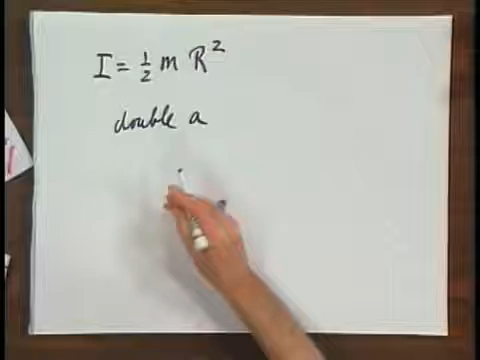 I = ½ m R²
double a